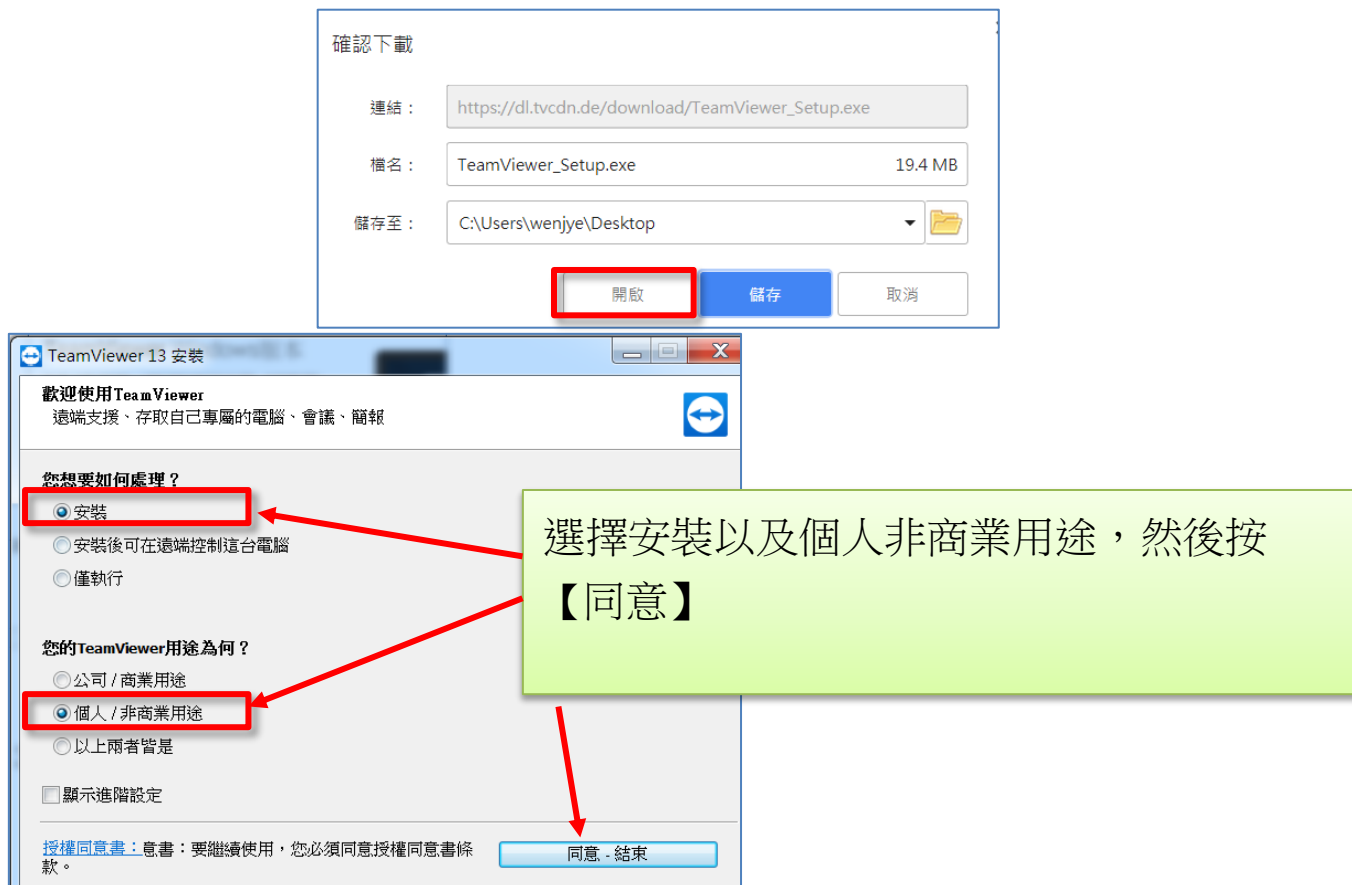 確認下載
連結：
https://dl.tvcdn.de/download/TeamViewer_Setup.exe
檔名：
TeamViewer_Setup.exe
19.4 MB
儲存至：
C:\Users\wenjye\Desktop
開啟
儲存
取消
TeamViewer 13 安裝
歡迎使用TeamViewer
遠端支援、存取自己專屬的電腦、會議、簡報
您想要如何處理？
安裝
安裝後可在遠端控制這台電腦
僅執行
您的TeamViewer用途為何？
公司 / 商業用途
個人 / 非商業用途
以上兩者皆是
顯示進階設定
授權同意書：意書：要繼續使用，您必須同意授權同意書條
款。
同意 - 結束
選擇安裝以及個人非商業用途，然後按
【同意】